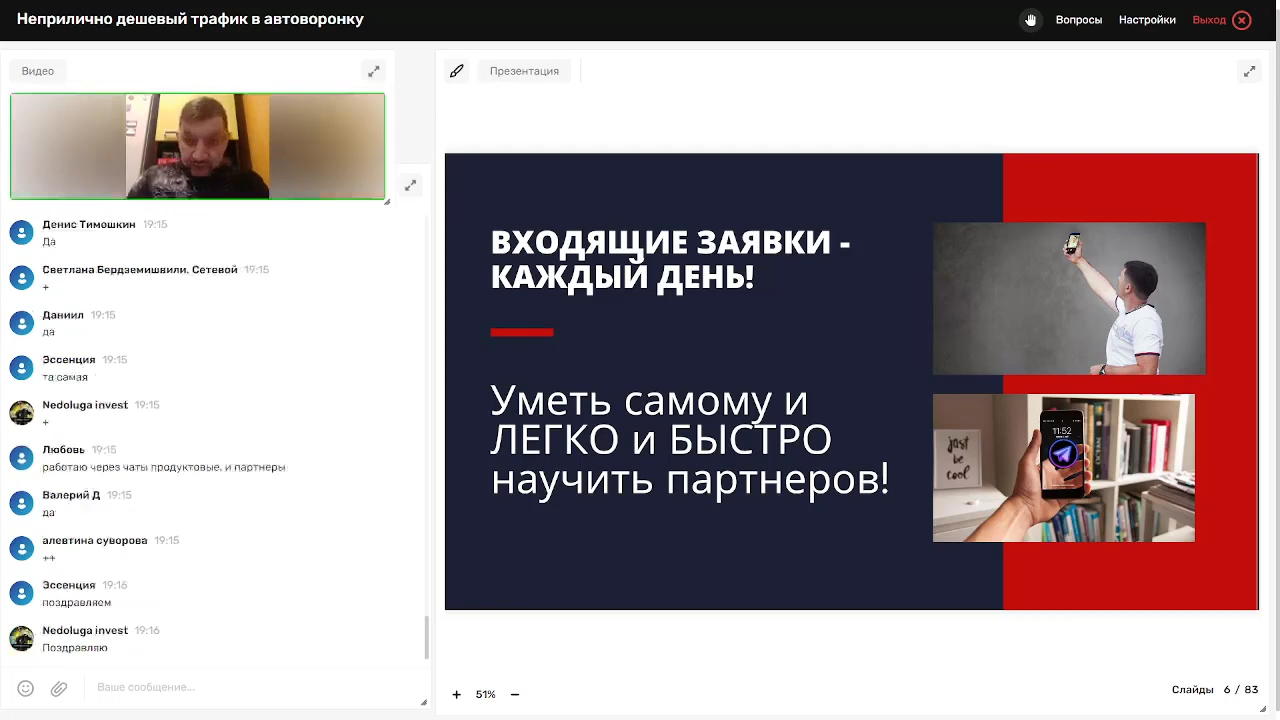 Неприлично дешевый трафик в автоворонку
Вопросы
Настройки
Выход
Видео
Презентация
Денис Тимошкин 19:15
Да
Светлана Бердземишвили. Сетевой 19:15
+
Даниил 19:15
да
Эссенция 19:15
та самая
Nedoluga invest 19:15
+
Любовь 19:15
работаю через чаты продуктовые. и партнеры
Валерий Д 19:15
да
алевтина суворова 19:15
++
Эссенция 19:16
поздравляем
Nedoluga invest 19:16
Поздравляю
Ваше сообщение...
ВХОДЯЩИЕ ЗАЯВКИ -
КАЖДЫЙ ДЕНЬ!
Уметь самому и
ЛЕГКО и БЫСТРО
научить партнеров!
just
be
cool
11:52
+ 51% −
Слайды 6 / 83